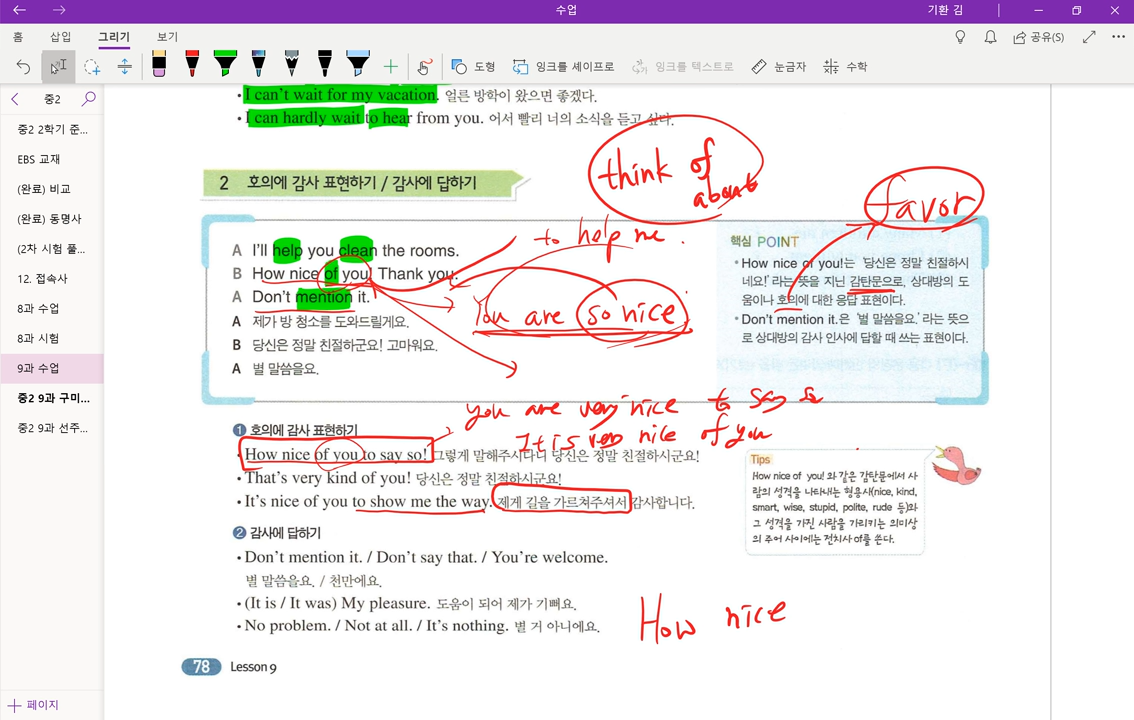 수업
기환 김
홈 삽입 그리기 보기
공유(S)
도형 잉크를 셰이프로 잉크를 텍스트로 눈금자 수학
중2
중2 2학기 준...
EBS 교재
(완료) 비교
(완료) 동명사
(2차 시험 풀...
12. 접속사
8과 수업
8과 시험
9과 수업
중2 9과 구미...
중2 9과 선주...
페이지
• I can't wait for my vacation. 얼른 방학이 왔으면 좋겠다.
• I can hardly wait to hear from you. 어서 빨리 너의 소식을 듣고 싶다.
think of
about
2 호의에 감사 표현하기 / 감사에 답하기
favor
to help me.
A I'll help you clean the rooms.
B How nice of you! Thank you.
A Don't mention it.
A 제가 방 청소를 도와드릴게요.
B 당신은 정말 친절하군요! 고마워요.
A 별 말씀을요.
You are so nice.
핵심 POINT
• How nice of you!는 '당신은 정말 친절하시
네요!'라는 뜻을 지닌 감탄문으로, 상대방의 도
움이나 호의에 대한 응답 표현이다.
• Don't mention it.은 '별 말씀을요.'라는 뜻으
로 상대방의 감사 인사에 답할 때 쓰는 표현이다.
you are very nice to say so
It is very nice of you
1 호의에 감사 표현하기
• How nice of you to say so! 그렇게 말해주시다니 당신은 정말 친절하시군요!
• That's very kind of you! 당신은 정말 친절하시군요!
• It's nice of you to show me the way. 제게 길을 가르쳐주셔서 감사합니다.
Tips
How nice of you! 와 같은 감탄문에서 사
람의 성격을 나타내는 형용사(nice, kind,
smart, wise, stupid, polite, rude 등)와
그 성격을 가진 사람을 가리키는 의미상
의 주어 사이에는 전치사 of를 쓴다.
2 감사에 답하기
• Don't mention it. / Don't say that. / You're welcome.
별 말씀을요. / 천만에요.
• (It is / It was) My pleasure. 도움이 되어 제가 기뻐요.
• No problem. / Not at all. / It's nothing. 별 거 아니에요.
How nice
78 Lesson 9